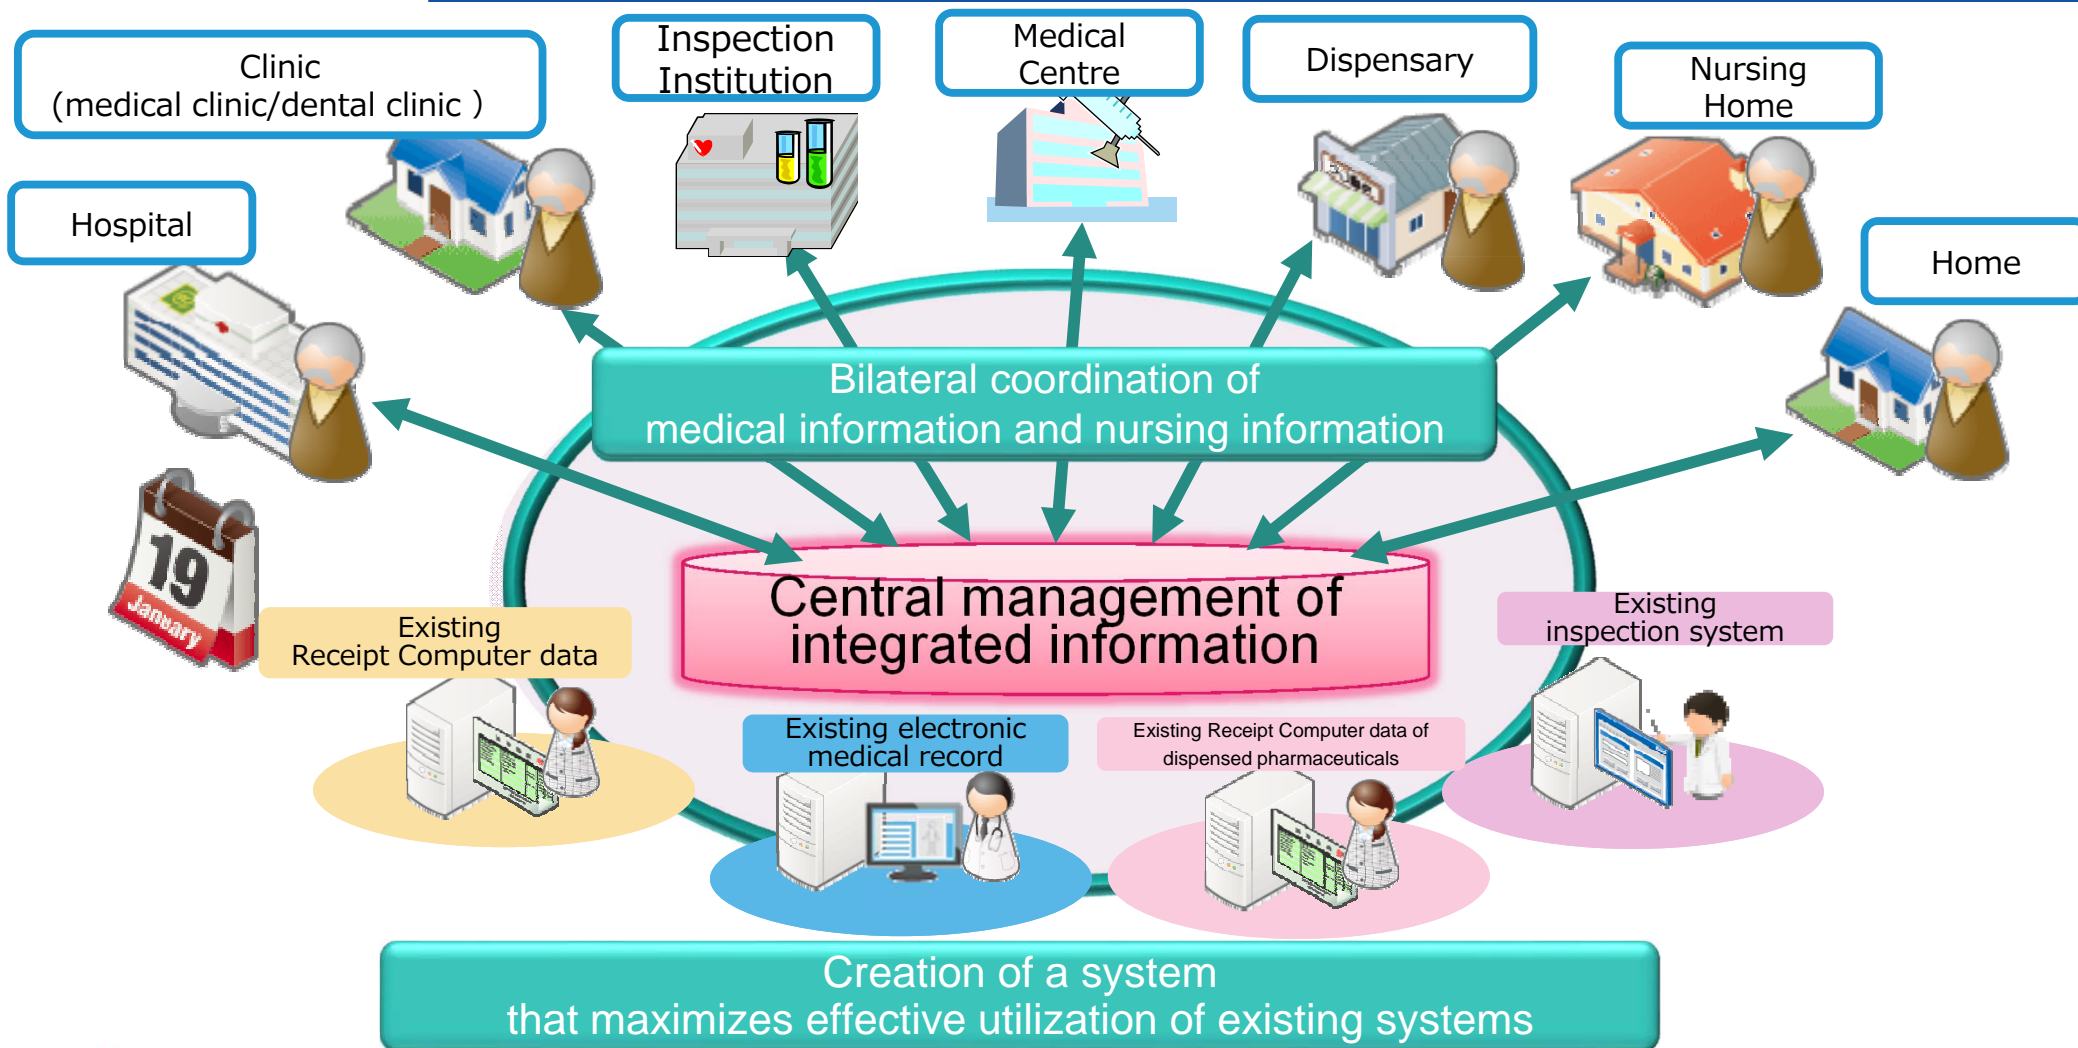 Clinic
(medical clinic/dental clinic )
Inspection
Institution
Medical
Centre
Dispensary
Nursing
Home
Hospital
Home
Bilateral coordination of
medical information and nursing information
19
January
Central management of
integrated information
Existing
Receipt Computer data
Existing
inspection system
Existing electronic
medical record
Existing Receipt Computer data of
dispensed pharmaceuticals
Creation of a system
that maximizes effective utilization of existing systems